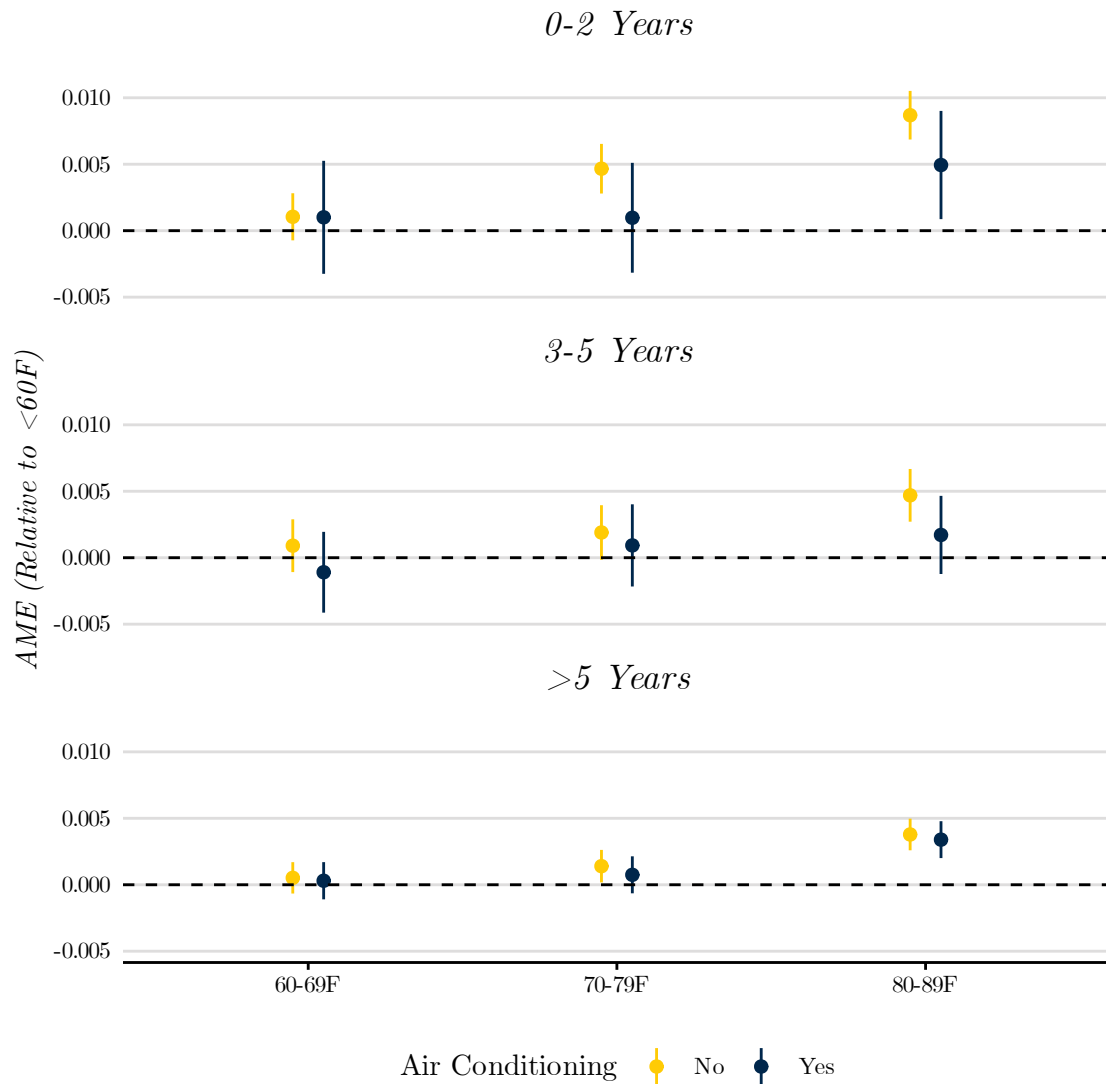 0-2 Years
0.010
0.005
0.000
-0.005
3-5 Years
0.010
0.005
0.000
-0.005
AME (Relative to <60F)
>5 Years
0.010
0.005
0.000
-0.005
60-69F 70-79F 80-89F
Air Conditioning No Yes